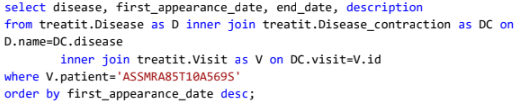 select disease, first_appearance_date, end_date, description
from treatit.Disease as D inner join treatit.Disease_contraction as DC on
D.name=DC.disease
inner join treatit.Visit as V on DC.visit=V.id
where V.patient='ASSMRA85T10A569S'
order by first_appearance_date desc;